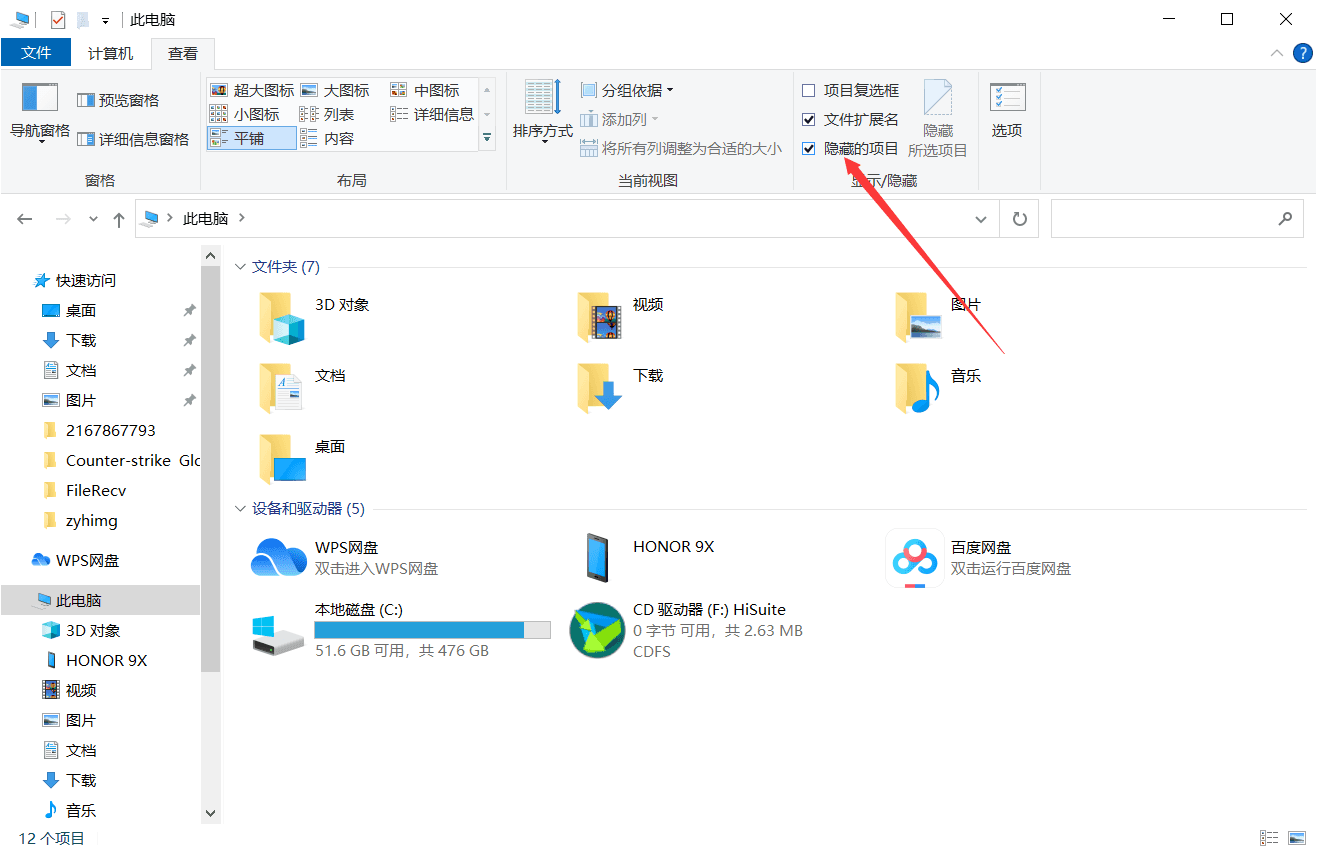 此电脑
文件 计算机 查看
导航窗格
预览窗格
详细信息窗格
窗格
超大图标 大图标 中图标
小图标 列表 详细信息
平铺 内容
布局
排序方式
分组依据
添加列
将所有列调整为合适的大小
当前视图
项目复选框
文件扩展名
隐藏的项目
隐藏
所选项目
显示/隐藏
选项
此电脑
快速访问
桌面
下载
文档
图片
2167867793
Counter-strike Glo
FileRecv
zyhimg
WPS网盘
此电脑
3D 对象
HONOR 9X
视频
图片
文档
下载
音乐
文件夹 (7)
3D 对象
视频
图片
文档
下载
音乐
桌面
设备和驱动器 (5)
WPS网盘
双击进入WPS网盘
HONOR 9X
百度网盘
双击运行百度网盘
本地磁盘 (C:)
51.6 GB 可用，共 476 GB
CD 驱动器 (F:) HiSuite
0 字节 可用，共 2.63 MB
CDFS
12 个项目